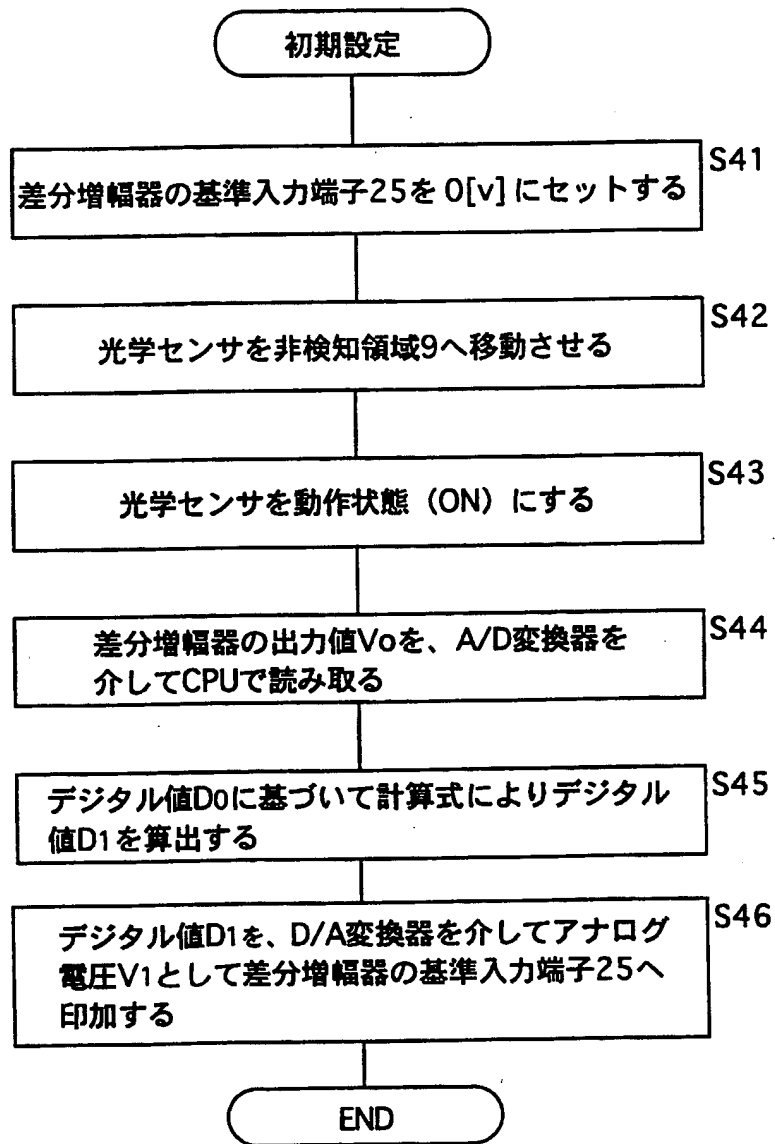 初期設定
S41
差分増幅器の基準入力端子25を 0[v] にセットする
S42
光学センサを非検知領域9へ移動させる
S43
光学センサを動作状態（ON）にする
S44
差分増幅器の出力値Voを、A/D変換器を
介してCPUで読み取る
S45
デジタル値D0に基づいて計算式によりデジタル
値D1を算出する
S46
デジタル値D1を、D/A変換器を介してアナログ
電圧V1として差分増幅器の基準入力端子25へ
印加する
END